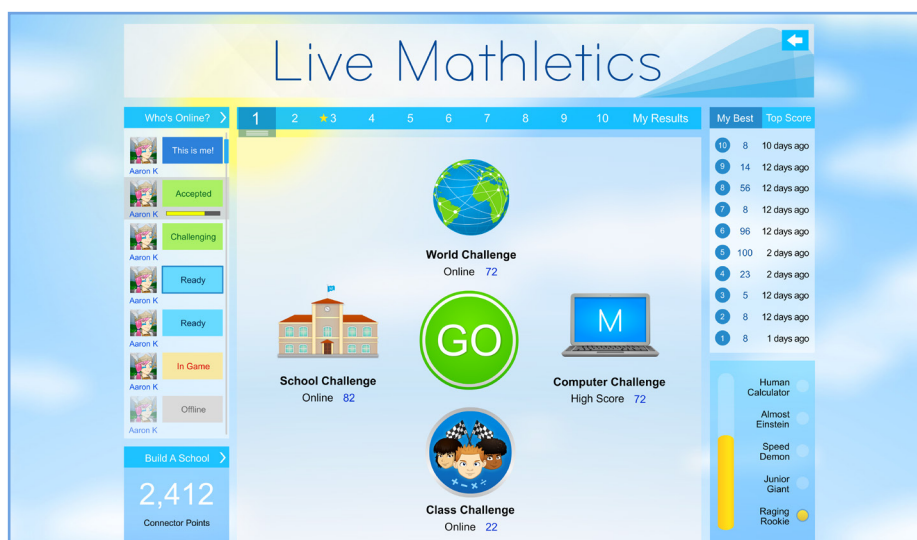 Live Mathletics
Who's Online? >
This is me!
Aaron K
Accepted
Aaron K
Challenging
Aaron K
Ready
Aaron K
Ready
Aaron K
In Game
Aaron K
Offline
Aaron K
Build A School >
2,412
Connector Points
1 2 ★3 4 5 6 7 8 9 10 My Results
World Challenge
Online 72
School Challenge
Online 82
GO
M
Computer Challenge
High Score 72
+ − × ÷
Class Challenge
Online 22
My Best Top Score
10 8 10 days ago
9 14 12 days ago
8 56 12 days ago
7 8 12 days ago
6 96 12 days ago
5 100 2 days ago
4 23 2 days ago
3 5 12 days ago
2 8 12 days ago
1 8 1 days ago
Human
Calculator
Almost
Einstein
Speed
Demon
Junior
Giant
Raging
Rookie